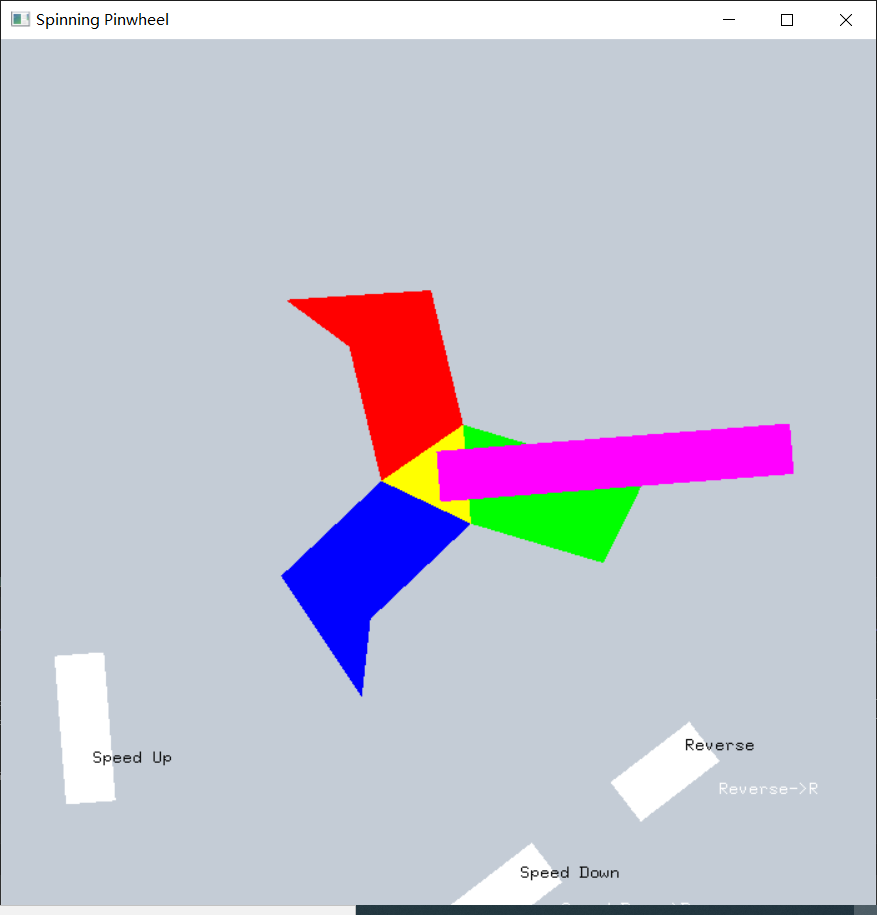 Spinning Pinwheel
Reverse
Speed Up
Reverse->R
Speed Down